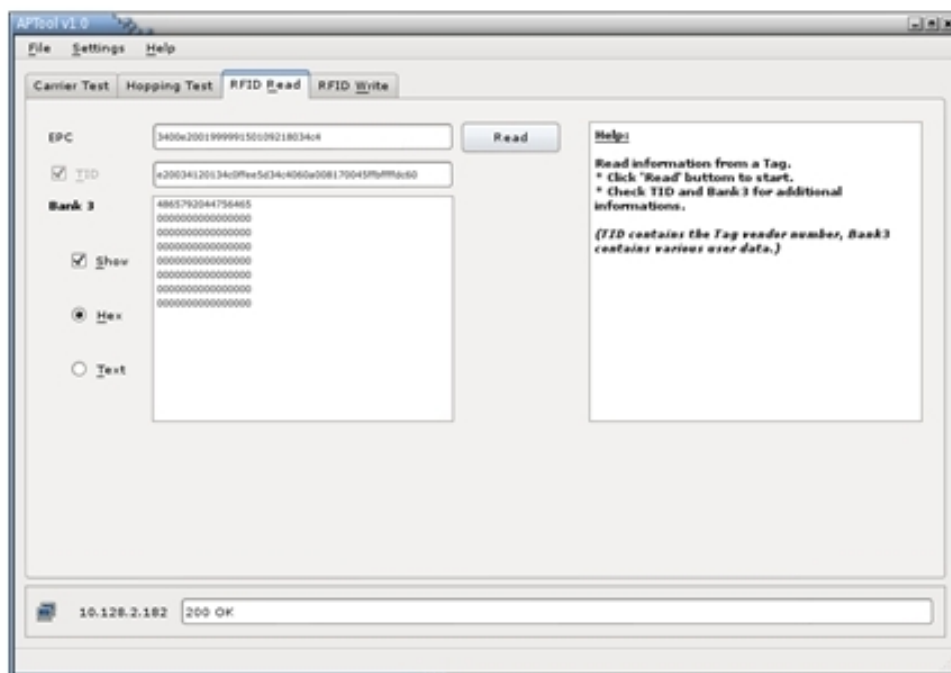 APTool v1.0
File Settings Help
Carrier Test Hopping Test RFID Read RFID Write
EPC
3400e200199999150109218034c4
Read
TID
e20034120134c0ffee5d34c4060a008170045ffbffffdc60
Bank 3
4865792044756465
0000000000000000
0000000000000000
0000000000000000
0000000000000000
0000000000000000
0000000000000000
0000000000000000
Show
Hex
Text
Help:
Read information from a Tag.
* Click "Read" buttom to start.
* Check TID and Bank3 for additional
informations.
(TID contains the Tag vendor number, Bank3
contains various user data.)
10.128.2.182
200 OK